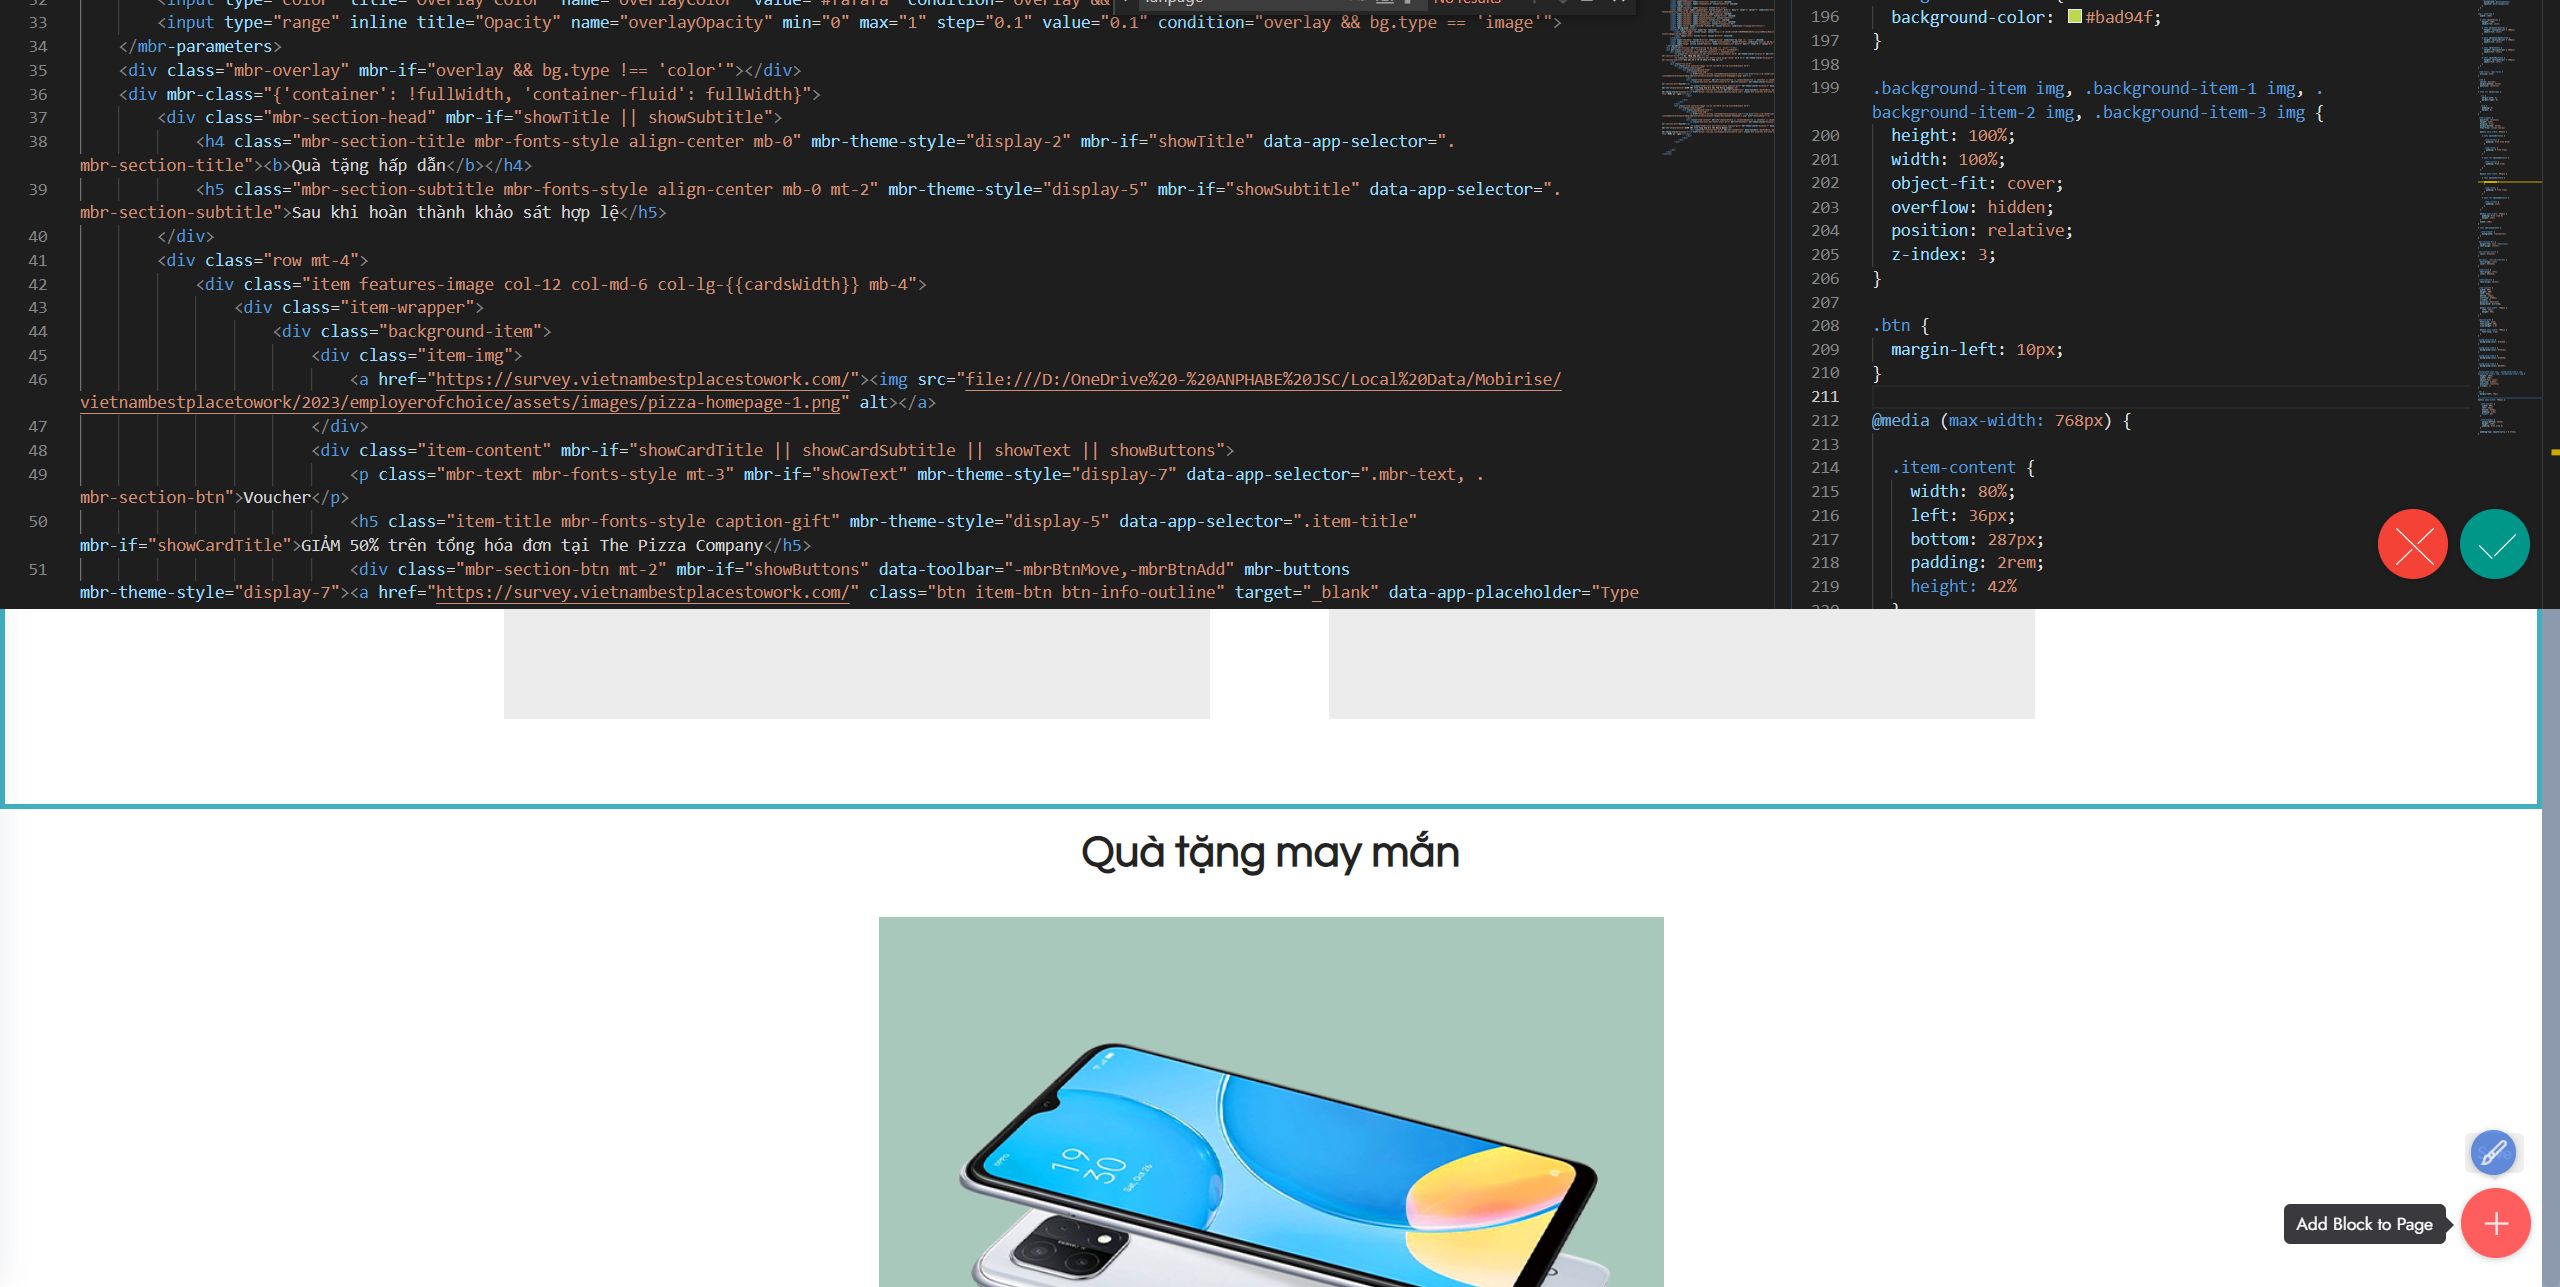 33 <input type="range" inline title="Opacity" name="overlayOpacity" min="0" max="1" step="0.1" value="0.1" condition="overlay && bg.type == 'image'">
34 </mbr-parameters>
35 <div class="mbr-overlay" mbr-if="overlay && bg.type !== 'color'"></div>
36 <div mbr-class="{'container': !fullWidth, 'container-fluid': fullWidth}">
37 <div class="mbr-section-head" mbr-if="showTitle || showSubtitle">
38 <h4 class="mbr-section-title mbr-fonts-style align-center mb-0" mbr-theme-style="display-2" mbr-if="showTitle" data-app-selector=".
mbr-section-title"><b>Quà tặng hấp dẫn</b></h4>
39 <h5 class="mbr-section-subtitle mbr-fonts-style align-center mb-0 mt-2" mbr-theme-style="display-5" mbr-if="showSubtitle" data-app-selector=".
mbr-section-subtitle">Sau khi hoàn thành khảo sát hợp lệ</h5>
40 </div>
41 <div class="row mt-4">
42 <div class="item features-image col-12 col-md-6 col-lg-{{cardsWidth}} mb-4">
43 <div class="item-wrapper">
44 <div class="background-item">
45 <div class="item-img">
46 <a href="https://survey.vietnambestplacestowork.com/"><img src="file:///D:/OneDrive%20-%20ANPHABE%20JSC/Local%20Data/Mobirise/
vietnambestplacetowork/2023/employerofchoice/assets/images/pizza-homepage-1.png" alt></a>
47 </div>
48 <div class="item-content" mbr-if="showCardTitle || showCardSubtitle || showText || showButtons">
49 <p class="mbr-text mbr-fonts-style mt-3" mbr-if="showText" mbr-theme-style="display-7" data-app-selector=".mbr-text, .
mbr-section-btn">Voucher</p>
50 <h5 class="item-title mbr-fonts-style caption-gift" mbr-theme-style="display-5" data-app-selector=".item-title"
mbr-if="showCardTitle">GIẢM 50% trên tổng hóa đơn tại The Pizza Company</h5>
51 <div class="mbr-section-btn mt-2" mbr-if="showButtons" data-toolbar="-mbrBtnMove,-mbrBtnAdd" mbr-buttons
mbr-theme-style="display-7"><a href="https://survey.vietnambestplacestowork.com/" class="btn item-btn btn-info-outline" target="_blank" data-app-placeholder="Type
196 background-color: #bad94f;
197 }
198
199 .background-item img, .background-item-1 img, .
background-item-2 img, .background-item-3 img {
200 height: 100%;
201 width: 100%;
202 object-fit: cover;
203 overflow: hidden;
204 position: relative;
205 z-index: 3;
206 }
207
208 .btn {
209 margin-left: 10px;
210 }
211
212 @media (max-width: 768px) {
213
214 .item-content {
215 width: 80%;
216 left: 36px;
217 bottom: 287px;
218 padding: 2rem;
219 height: 42%
Quà tặng may mắn
19
30
Sat, Oct 26
OPPO
Add Block to Page